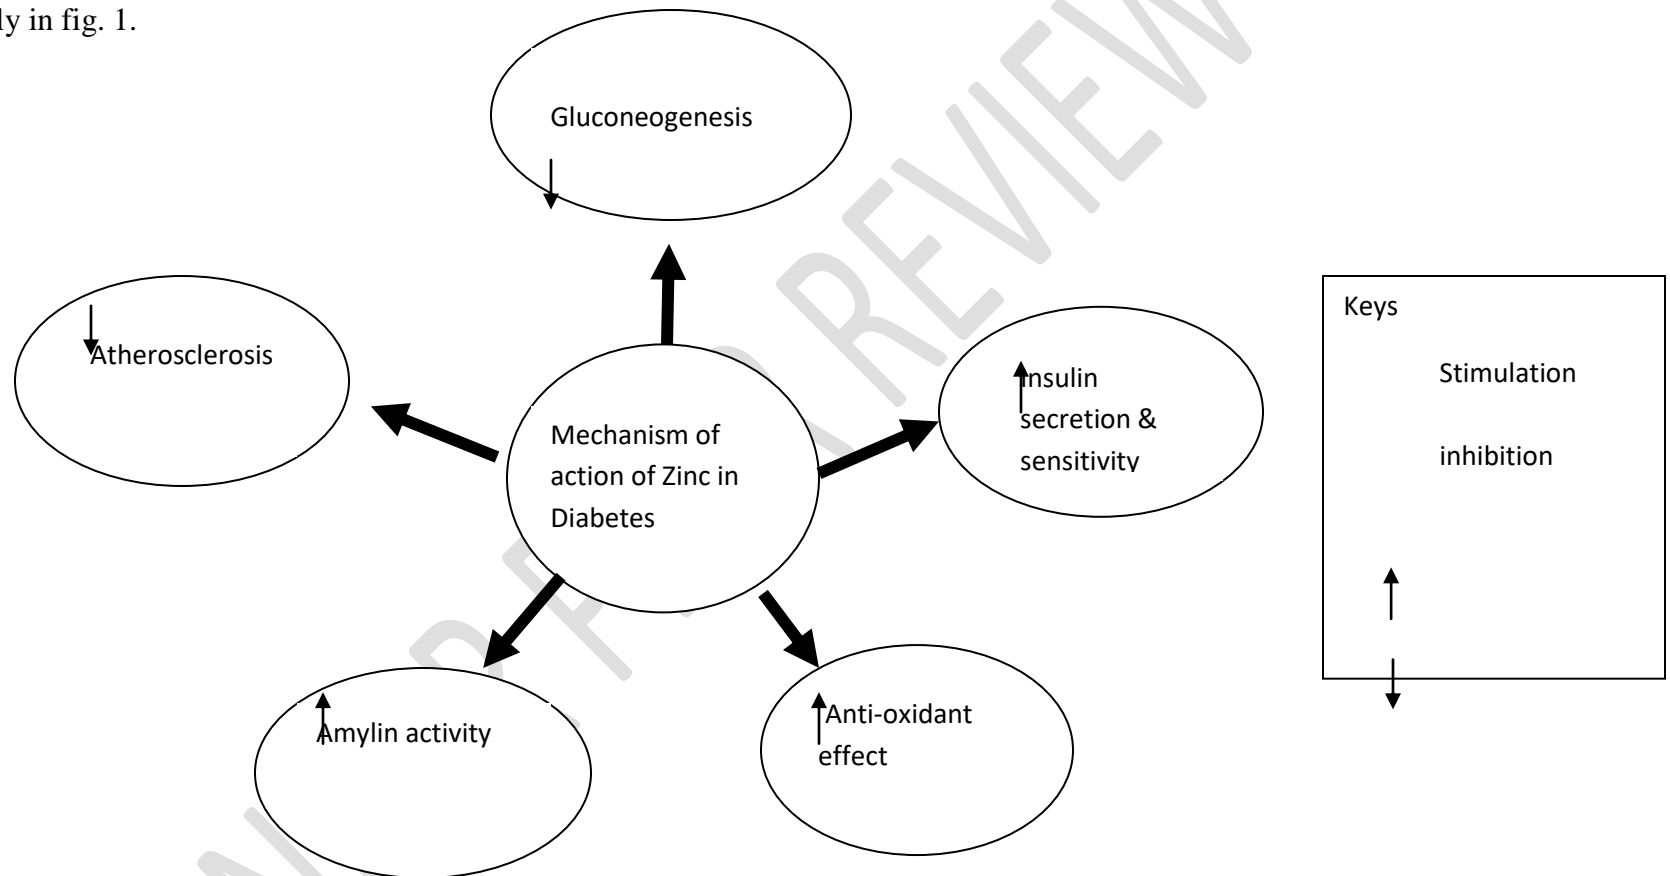 ly in fig. 1.
Gluconeogenesis
Atherosclerosis
Insulin
secretion &
sensitivity
Mechanism of
action of Zinc in
Diabetes
Amylin activity
Anti-oxidant
effect
Keys
Stimulation
inhibition
REVIEW